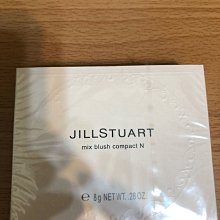 JILLSTUART
mix blush compact N
℮ 8g NET WT. .28 OZ.